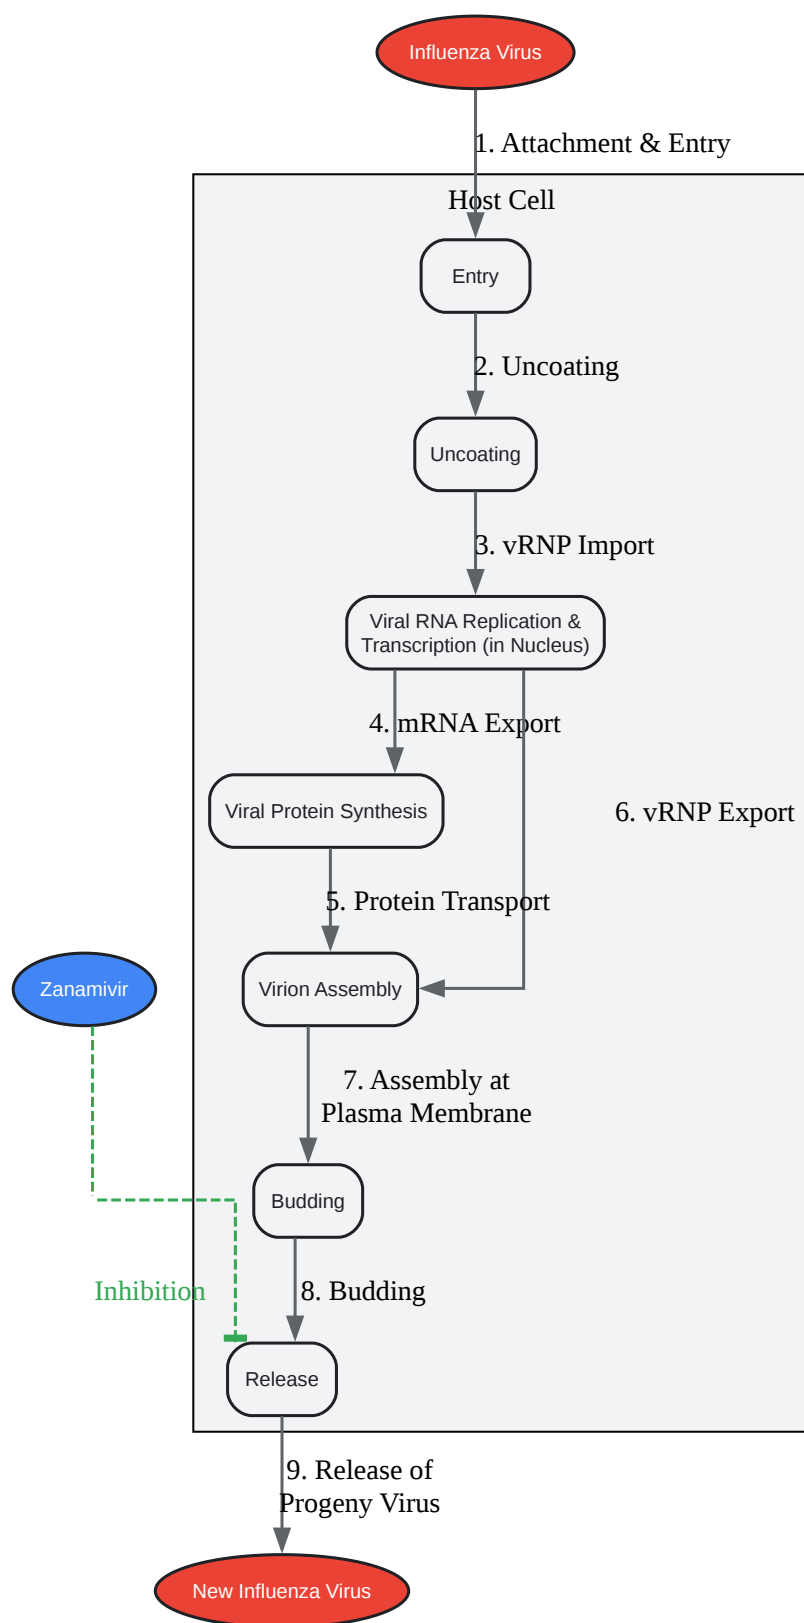 Influenza Virus
1. Attachment & Entry
Host Cell
Entry
2. Uncoating
Uncoating
3. vRNP Import
Viral RNA Replication &
Transcription (in Nucleus)
4. mRNA Export
Viral Protein Synthesis
6. vRNP Export
5. Protein Transport
Zanamivir
Virion Assembly
7. Assembly at
Plasma Membrane
Budding
Inhibition
8. Budding
Release
9. Release of
Progeny Virus
New Influenza Virus